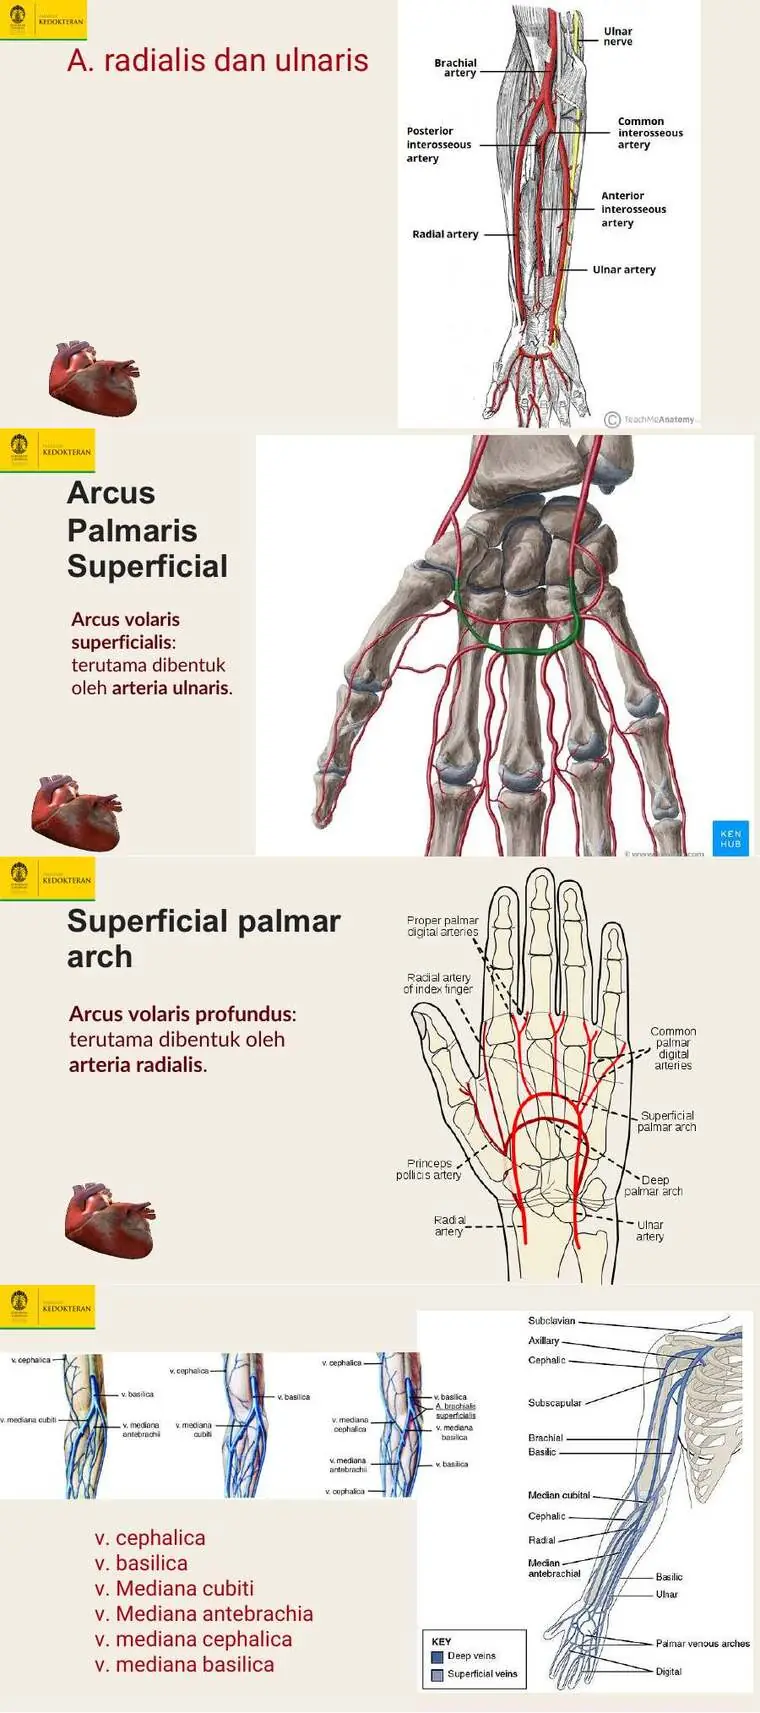 KEDOKTERAN
A. radialis dan ulnaris
Ulnar
nerve
Brachial
artery
Common
interosseous
artery
Posterior
interosseous
artery
Anterior
interosseous
artery
Radial artery
Ulnar artery
© TeachMeAnatomy
KEDOKTERAN
Arcus
Palmaris
Superficial
Arcus volaris
superficialis:
terutama dibentuk
oleh arteria ulnaris.
KEN
HUB
KEDOKTERAN
Superficial palmar
arch
Arcus volaris profundus:
terutama dibentuk oleh
arteria radialis.
Proper palmar
digital arteries
Radial artery
of index finger
Common
palmar
digital
arteries
Superficial
palmar arch
Princeps
pollicis artery
Deep
palmar arch
Radial
artery
Ulnar
artery
KEDOKTERAN
v. cephalica
v. basilica
v. mediana cubiti
v. mediana
antebrachii
v. cephalica
v. basilica
v. mediana
cubiti
v. cephalica
v. basilica
A. brachialis
superficialis
v. mediana
cephalica
v. mediana
basilica
v. mediana
antebrachii
v. basilica
v. cephalica
v. cephalica
v. basilica
v. Mediana cubiti
v. Mediana antebrachia
v. mediana cephalica
v. mediana basilica
Subclavian
Axillary
Cephalic
Subscapular
Brachial
Basilic
Median cubital
Cephalic
Radial
Median
antebrachial
Basilic
Ulnar
Palmar venous arches
Digital
KEY
Deep veins
Superficial veins